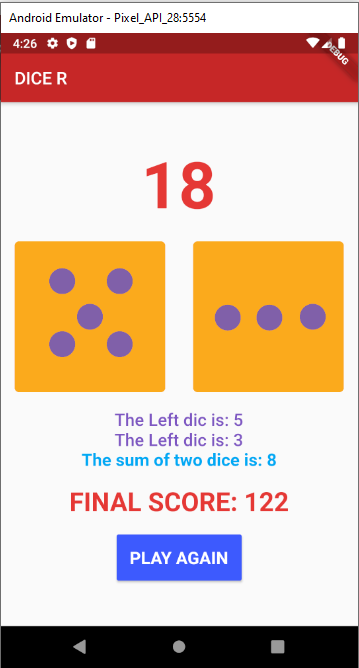 Android Emulator - Pixel_API_28:5554
4:26
DEBUG
DICE R
18
The Left dic is: 5
The Left dic is: 3
The sum of two dice is: 8
FINAL SCORE: 122
PLAY AGAIN